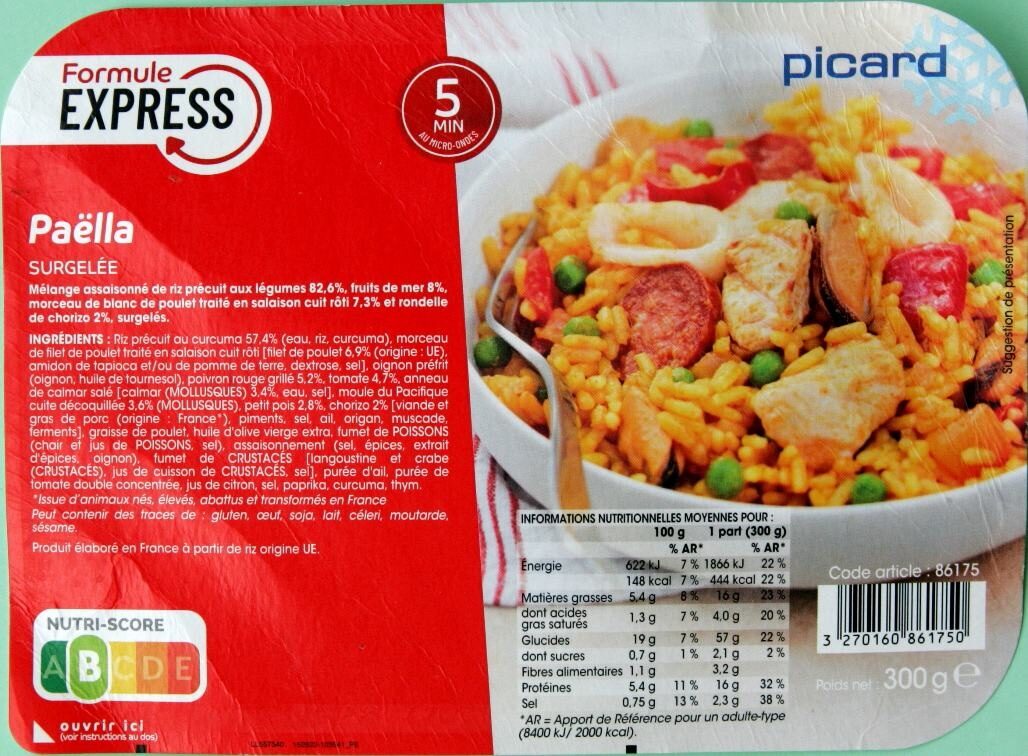 Formule
EXPRESS
5
MIN
AU MICRO-ONDES
picard
Paëlla
SURGELÉE
Mélange assaisonné de riz précuit aux légumes 82,6%, fruits de mer 8%,
morceau de blanc de poulet traité en salaison cuit rôti 7,3% et rondelle
de chorizo 2%, surgelés.
INGRÉDIENTS : Riz précuit au curcuma 57,4% (eau, riz, curcuma), morceau
de filet de poulet traité en salaison cuit rôti [filet de poulet 6,9% (origine : UE),
amidon de tapioca et/ou de pomme de terre, dextrose, sel], oignon préfrit
(oignon, huile de tournesol), poivron rouge grillé 5,2%, tomate 4,7%, anneau
de calmar salé [calmar (MOLLUSQUES) 3,4%, eau, sel], moule du Pacifique
cuite décoquillée 3,6% (MOLLUSQUES), petit pois 2,8%, chorizo 2% [viande et
gras de porc (origine : France*), piments, sel, ail, origan, muscade,
ferments], graisse de poulet, huile d'olive vierge extra, fumet de POISSONS
(chair et jus de POISSONS, sel), assaisonnement (sel, épices, extrait
d'épices, oignon), fumet de CRUSTACÉS [langoustine et crabe
(CRUSTACÉS), jus de cuisson de CRUSTACÉS, sel], purée d'ail, purée de
tomate double concentrée, jus de citron, sel, paprika, curcuma, thym.
*Issue d'animaux nés, élevés, abattus et transformés en France
Peut contenir des traces de : gluten, œuf, soja, lait, céleri, moutarde,
sésame.
Produit élaboré en France à partir de riz origine UE.
NUTRI-SCORE
A B C D E
ouvrir ici
(voir instructions au dos)
Suggestion de présentation
INFORMATIONS NUTRITIONNELLES MOYENNES POUR :
100 g 1 part (300 g)
% AR* % AR*
Énergie 622 kJ 7 % 1866 kJ 22 %
148 kcal 7 % 444 kcal 22 %
Matières grasses 5,4 g 8 % 16 g 23 %
dont acides
gras saturés 1,3 g 7 % 4,0 g 20 %
Glucides 19 g 7 % 57 g 22 %
dont sucres 0,7 g 1 % 2,1 g 2 %
Fibres alimentaires 1,1 g 3,2 g
Protéines 5,4 g 11 % 16 g 32 %
Sel 0,75 g 13 % 2,3 g 38 %
*AR = Apport de Référence pour un adulte-type
(8400 kJ/ 2000 kcal).
Code article : 86175
3 270160 861750
Poids net : 300 g e